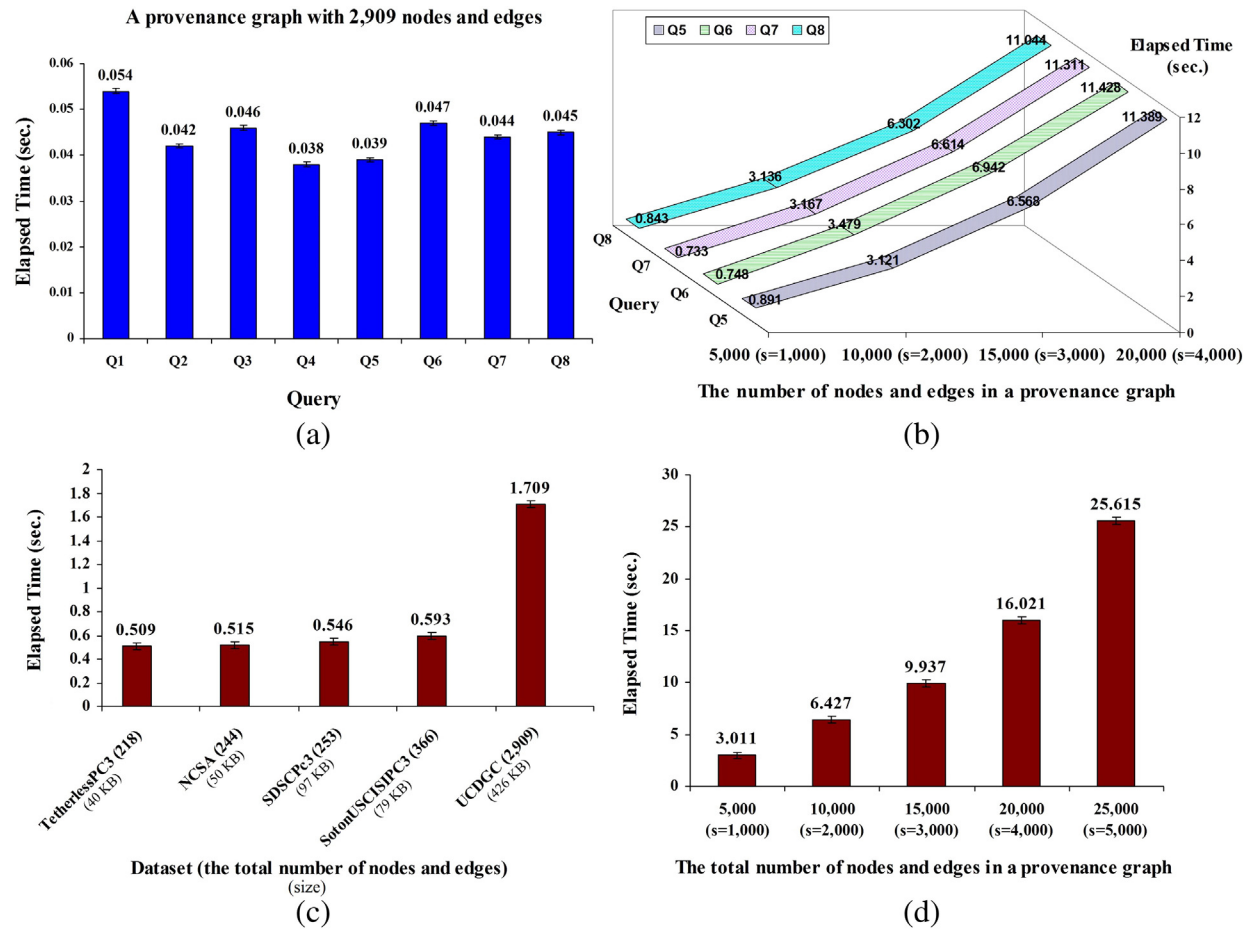 A provenance graph with 2,909 nodes and edges
Elapsed Time (sec.)
0.06
0.05
0.04
0.03
0.02
0.01
0
0.054
0.042
0.046
0.038
0.039
0.047
0.044
0.045
Q1 Q2 Q3 Q4 Q5 Q6 Q7 Q8
Query
(a)
Q5 Q6 Q7 Q8
Elapsed Time
(sec.)
11.044
11.311
11.428
11.389
6.302
6.614
6.942
6.568
3.136
3.167
3.479
3.121
0.843
0.733
0.748
0.891
Q8
Q7
Q6
Q5
Query
12
10
8
6
4
2
0
5,000 (s=1,000) 10,000 (s=2,000) 15,000 (s=3,000) 20,000 (s=4,000)
The number of nodes and edges in a provenance graph
(b)
Elapsed Time (sec.)
2
1.8
1.6
1.4
1.2
1
0.8
0.6
0.4
0.2
0
0.509
0.515
0.546
0.593
1.709
TetherlessPC3 (218)
(40 KB)
NCSA (244)
(50 KB)
SDSCPc3 (253)
(97 KB)
SotonUSCISIPC3 (366)
(79 KB)
UCDGC (2,909)
(426 KB)
Dataset (the total number of nodes and edges)
(size)
(c)
Elapsed Time (sec.)
30
25
20
15
10
5
0
3.011
6.427
9.937
16.021
25.615
5,000 10,000 15,000 20,000 25,000
(s=1,000) (s=2,000) (s=3,000) (s=4,000) (s=5,000)
The total number of nodes and edges in a provenance graph
(d)